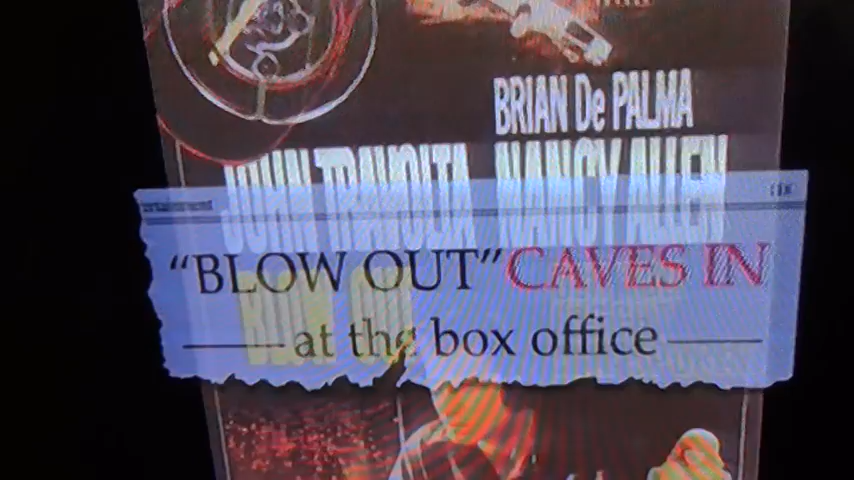 BRIAN De PALMA
JOHN TRAVOLTA NANCY ALLEN
“BLOW OUT” CAVES IN
at the box office